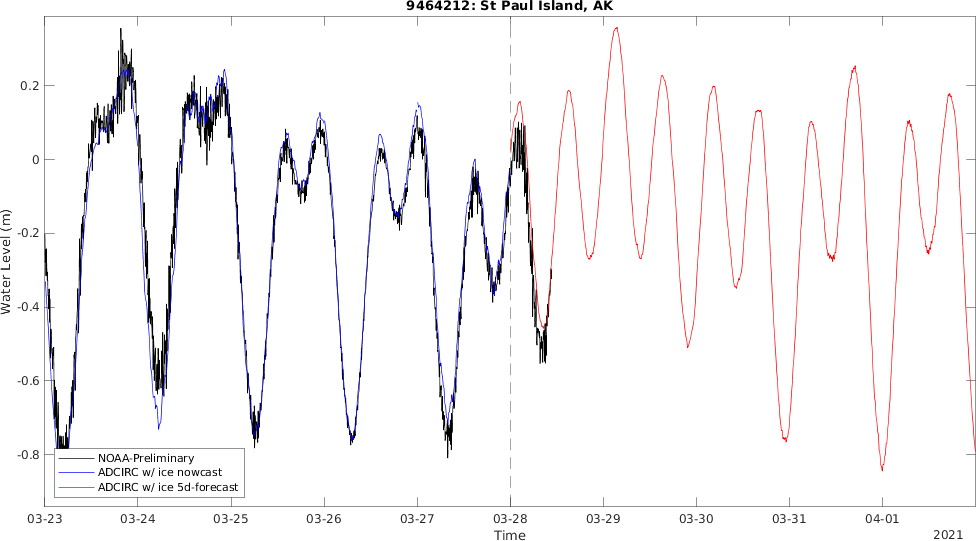 9464212: St Paul Island, AK
0.2
0
-0.2
-0.4
-0.6
-0.8
Water Level (m)
NOAA-Preliminary
ADCIRC w/ ice nowcast
ADCIRC w/ ice 5d-forecast
03-23 03-24 03-25 03-26 03-27 03-28 03-29 03-30 03-31 04-01
Time
2021